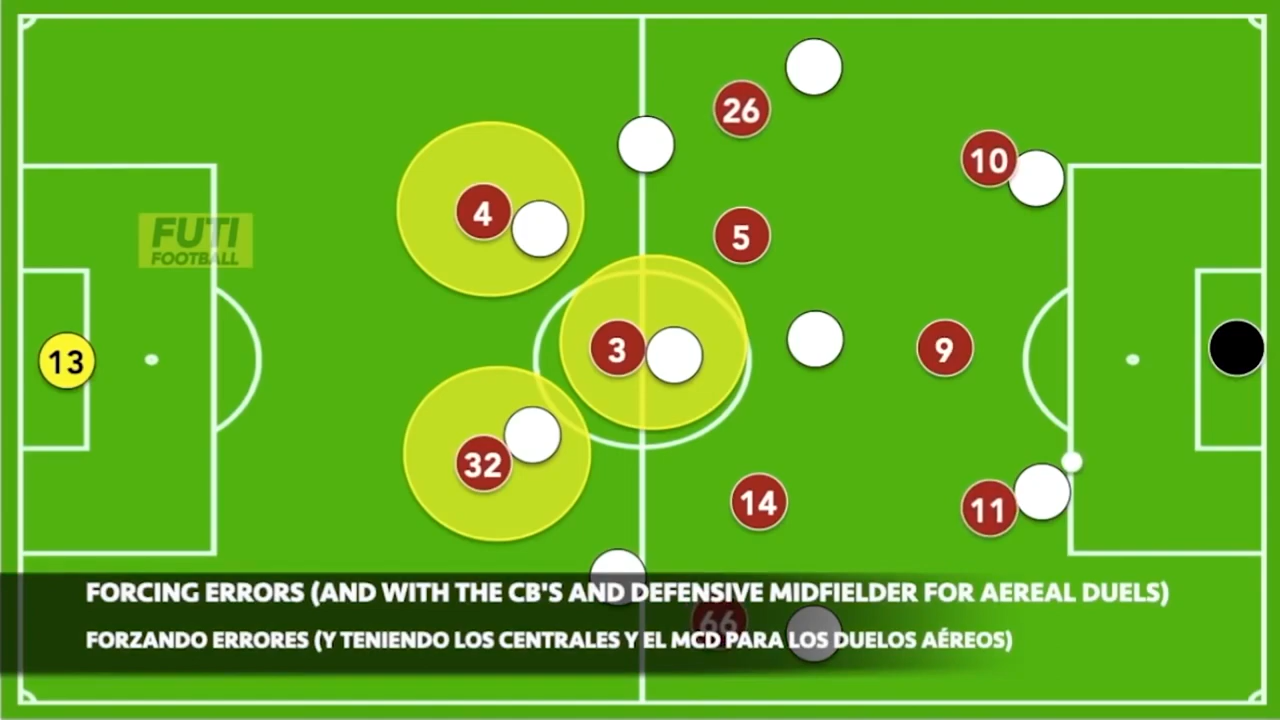 26
10
4
FUTI
FOOTBALL
5
3
9
13
32
14
11
FORCING ERRORS (AND WITH THE CB'S AND DEFENSIVE MIDFIELDER FOR AEREAL DUELS)
66
FORZANDO ERRORES (Y TENIENDO LOS CENTRALES Y EL MCD PARA LOS DUELOS AÉREOS)